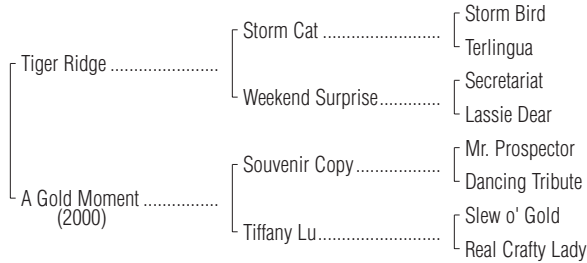 Storm Bird
Storm Cat ........................
Terlingua
Tiger Ridge ......................
Secretariat
Weekend Surprise.............
Lassie Dear
Mr. Prospector
Souvenir Copy.................
Dancing Tribute
A Gold Moment ...............
(2000)
Slew o' Gold
Tiffany Lu.........................
Real Crafty Lady